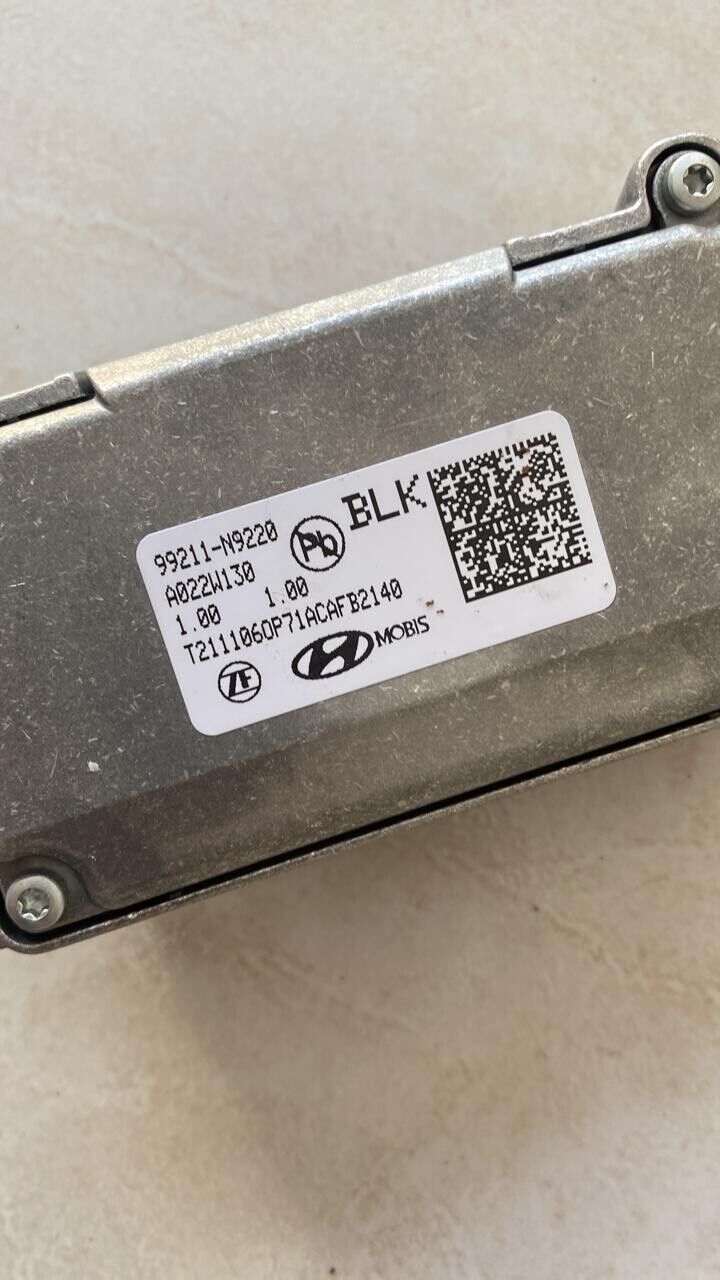 BLK
99211-N9220
Pb
A022W130
1.00 1.00
T211106OP71ACAFB2140
ZF
MOBIS